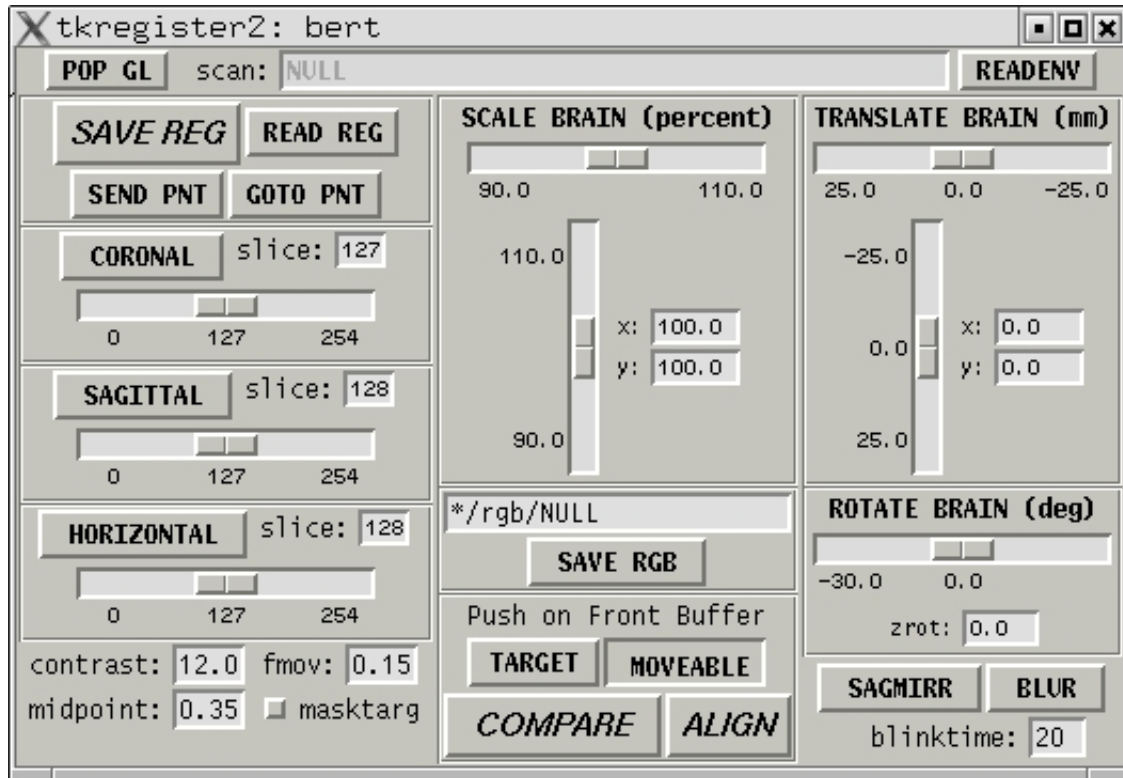 tkregister2: bert
POP GL scan: NULL READENV
SAVE REG READ REG
SEND PNT GOTO PNT
CORONAL slice: 127
0 127 254
SAGITTAL slice: 128
0 127 254
HORIZONTAL slice: 128
0 127 254
contrast: 12.0 fmov: 0.15
midpoint: 0.35 masktarg
SCALE BRAIN (percent)
90.0 110.0
110.0
x: 100.0
y: 100.0
90.0
*/rgb/NULL
SAVE RGB
Push on Front Buffer
TARGET MOVEABLE
COMPARE ALIGN
TRANSLATE BRAIN (mm)
25.0 0.0 -25.0
-25.0
x: 0.0
0.0
y: 0.0
25.0
ROTATE BRAIN (deg)
-30.0 0.0
zrot: 0.0
SAGMIRR BLUR
blinktime: 20